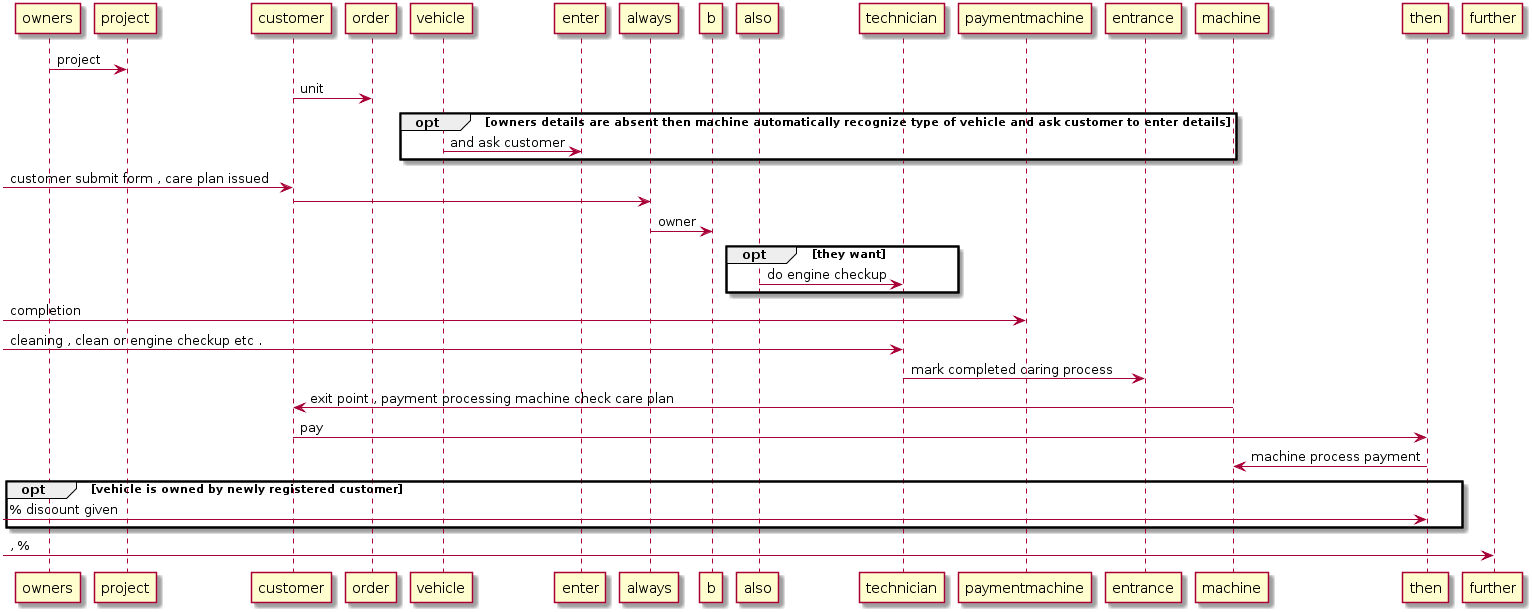 owners project customer order vehicle enter always b also technician paymentmachine entrance machine then further
project
unit
opt [owners details are absent then machine automatically recognize type of vehicle and ask customer to enter details]
and ask customer
customer submit form , care plan issued
owner
opt [they want]
do engine checkup
completion
cleaning , clean or engine checkup etc .
mark completed caring process
exit point , payment processing machine check care plan
pay
machine process payment
opt [vehicle is owned by newly registered customer]
% discount given
, %
owners project customer order vehicle enter always b also technician paymentmachine entrance machine then further